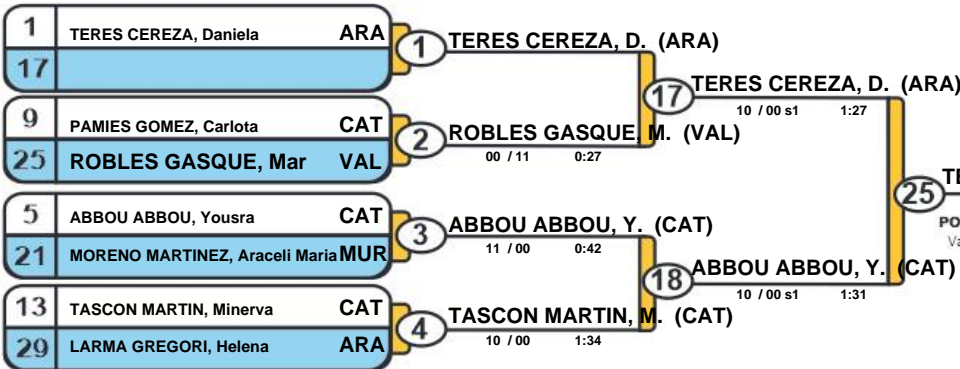 1 TERES CEREZA, Daniela ARA
17
1 TERES CEREZA, D. (ARA)
9 PAMIES GOMEZ, Carlota CAT
25 ROBLES GASQUE, Mar VAL
2 ROBLES GASQUE, M. (VAL)
00 / 11 0:27
17 TERES CEREZA, D. (ARA)
10 / 00 s1 1:27
5 ABBOU ABBOU, Yousra CAT
21 MORENO MARTINEZ, Araceli Maria MUR
3 ABBOU ABBOU, Y. (CAT)
11 / 00 0:42
13 TASCON MARTIN, Minerva CAT
29 LARMA GREGORI, Helena ARA
4 TASCON MARTIN, M. (CAT)
10 / 00 1:34
18 ABBOU ABBOU, Y. (CAT)
10 / 00 s1 1:31
25